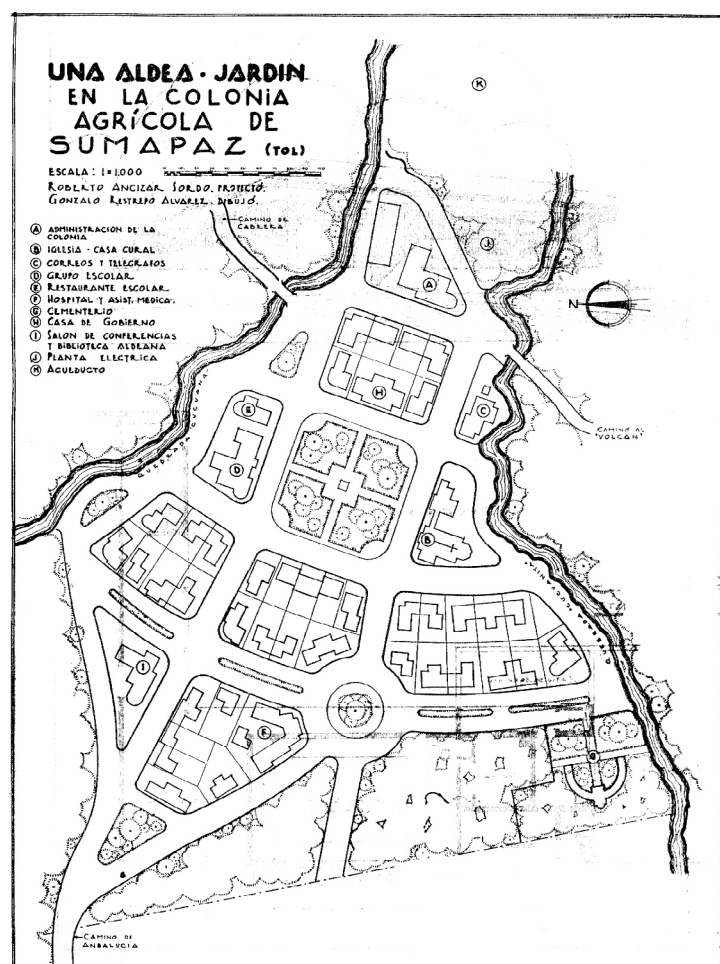 UNA ALDEA · JARDIN
EN LA COLONIA
AGRÍCOLA DE
SUMAPAZ (TOL)
ESCALA: 1=1.000
ROBERTO ANCIZAR SORDO. PROYECTÓ.
GONZALO RESTREPO ALVAREZ. DIBUJÓ.
A ADMINISTRACION DE LA
COLONIA
B IGLESIA - CASA CURAL
C CORREOS Y TELEGRAFOS
D GRUPO ESCOLAR
E RESTAURANTE ESCOLAR
F HOSPITAL Y ASIST. MEDICA.
G CEMENTERIO
H CASA DE GOBIERNO
I SALON DE CONFERENCIAS
Y BIBLIOTECA ALDEANA
J PLANTA ELECTRICA
K ACUEDUCTO
K
CAMINO DE
CABRERA
J
A
N
H
C
CAMINO AL
"VOLCAN"
E
D
B
I
F
G
CAMINO DE
ANDALUCIA